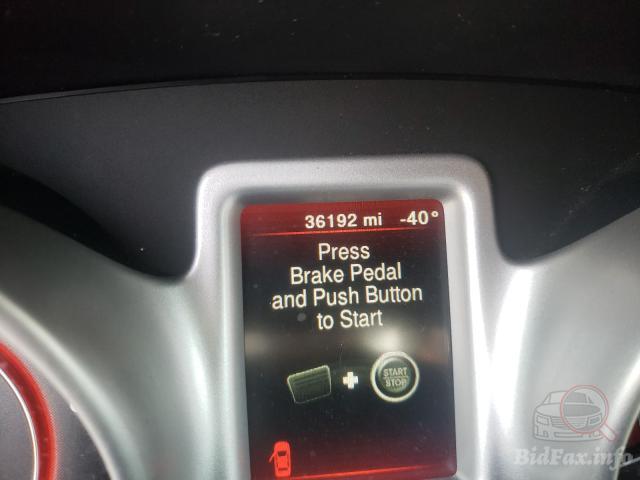 36192 mi -40°
Press
Brake Pedal
and Push Button
to Start
START
STOP
BidFax.info